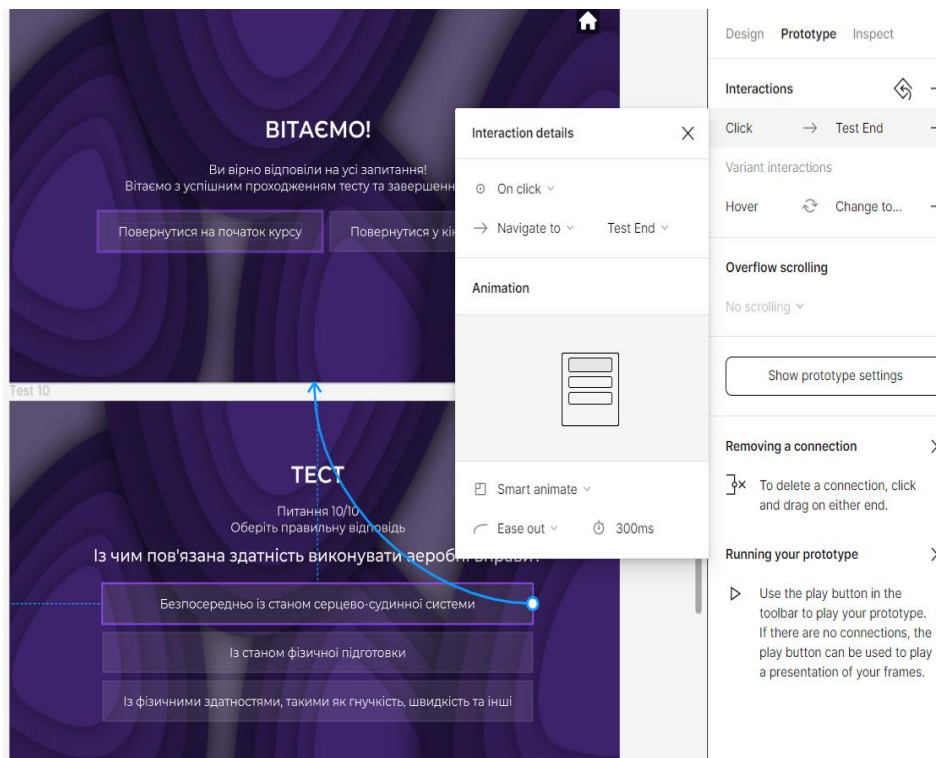 ВІТАЄМО!
Ви вірно відповіли на усі запитання!
Вітаємо з успішним проходженням тесту та
Повернутися на початок курсу
Повернутися у
Test 10
ТЕСТ
Питання 10/10
Оберіть правильну відповідь
Із чим пов'язана здатність виконувати аеробні вправи?
Безпосередньо із станом серцево-судинної системи
Із станом фізичної підготовки
Із фізичними здатностями, такими як гнучкість, швидкість та інші
Interaction details
On click
Navigate to Test End
Animation
Smart animate
Ease out 300ms
Design Prototype Inspect
Interactions
Click → Test End
Variant interactions
Hover Change to...
Overflow scrolling
No scrolling
Show prototype settings
Removing a connection
To delete a connection, click
and drag on either end.
Running your prototype
Use the play button in the
toolbar to play your prototype.
If there are no connections, the
play button can be used to play
a presentation of your frames.